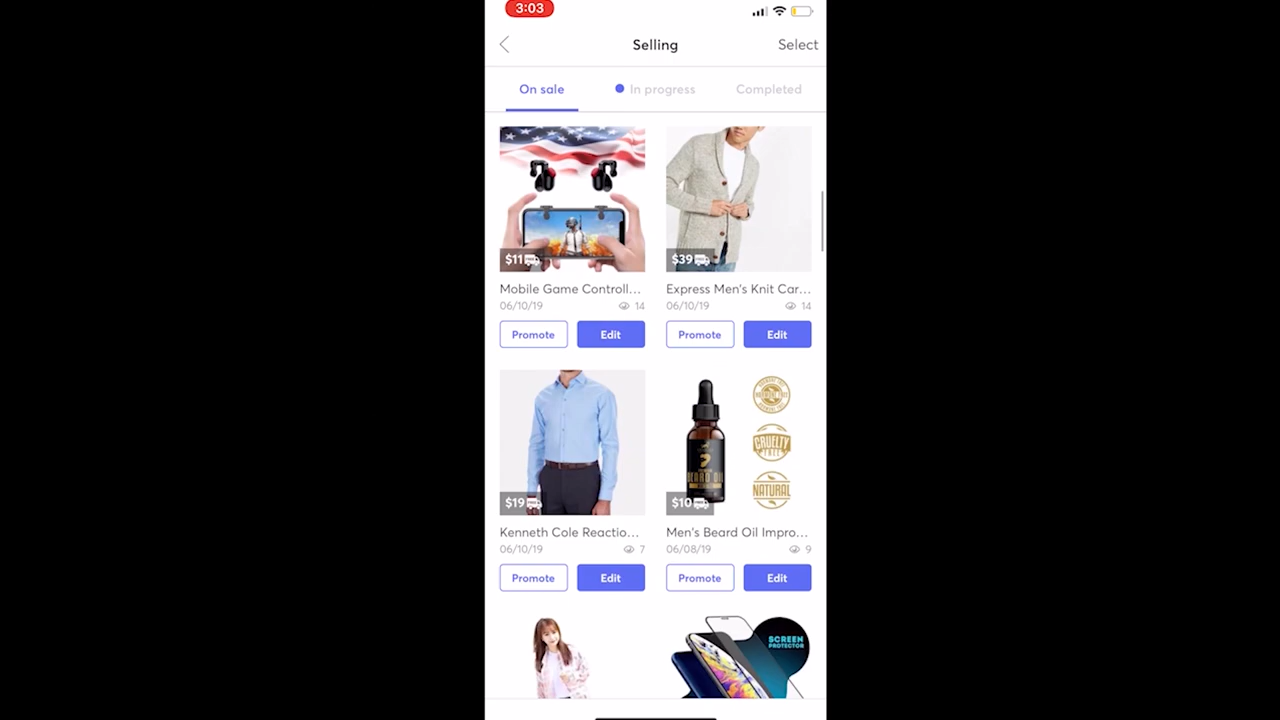 3:03
Selling
Select
On sale
In progress
Completed
$11
$39
Mobile Game Controll...
Express Men's Knit Car...
06/10/19
14
06/10/19
14
Promote
Edit
Promote
Edit
BEARD OIL
CRUELTY
FREE
NATURAL
$19
$10
Kenneth Cole Reactio...
Men's Beard Oil Impro...
06/10/19
7
06/08/19
9
Promote
Edit
Promote
Edit
SCREEN
PROTECTOR